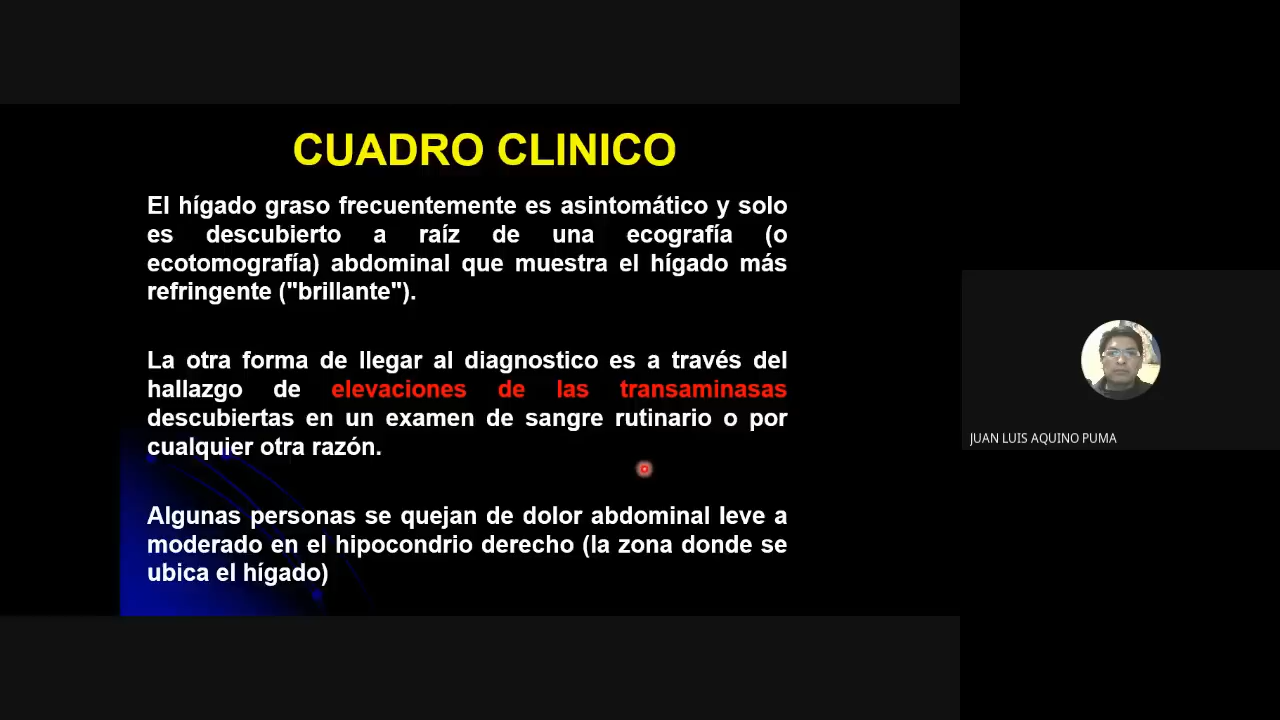 CUADRO CLINICO
El hígado graso frecuentemente es asintomático y solo
es descubierto a raíz de una ecografía (o
ecotomografía) abdominal que muestra el hígado más
refringente ("brillante").
La otra forma de llegar al diagnostico es a través del
hallazgo de elevaciones de las transaminasas
descubiertas en un examen de sangre rutinario o por
cualquier otra razón.
Algunas personas se quejan de dolor abdominal leve a
moderado en el hipocondrio derecho (la zona donde se
ubica el hígado)
JUAN LUIS AQUINO PUMA